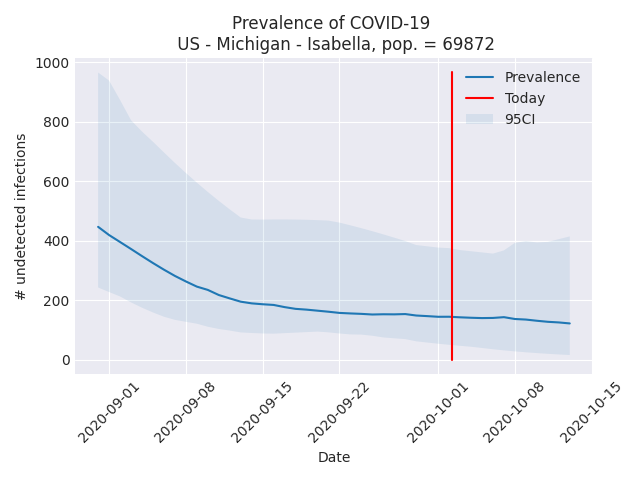 Prevalence of COVID-19
US - Michigan - Isabella, pop. = 69872
1000
800
600
400
200
0
# undetected infections
Prevalence
Today
95CI
2020-09-01
2020-09-08
2020-09-15
2020-09-22
2020-10-01
2020-10-08
2020-10-15
Date